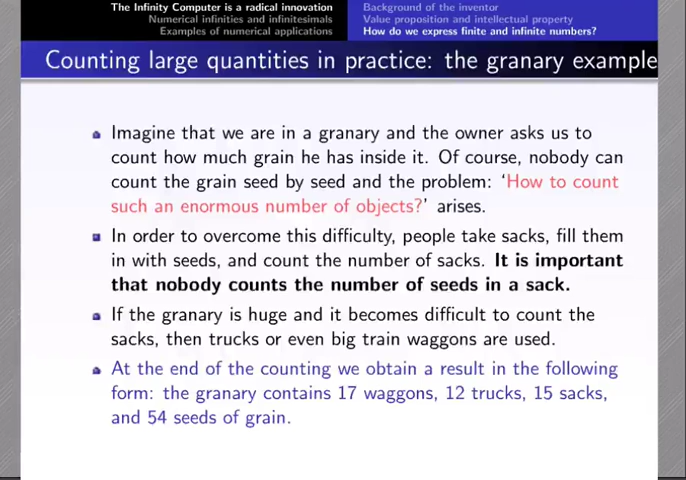 The Infinity Computer is a radical innovation
Numerical infinities and infinitesimals
Examples of numerical applications
Background of the inventor
Value proposition and intellectual property
How do we express finite and infinite numbers?
Counting large quantities in practice: the granary example
Imagine that we are in a granary and the owner asks us to
count how much grain he has inside it. Of course, nobody can
count the grain seed by seed and the problem: ‘How to count
such an enormous number of objects?’ arises.
In order to overcome this difficulty, people take sacks, fill them
in with seeds, and count the number of sacks. It is important
that nobody counts the number of seeds in a sack.
If the granary is huge and it becomes difficult to count the
sacks, then trucks or even big train waggons are used.
At the end of the counting we obtain a result in the following
form: the granary contains 17 waggons, 12 trucks, 15 sacks,
and 54 seeds of grain.